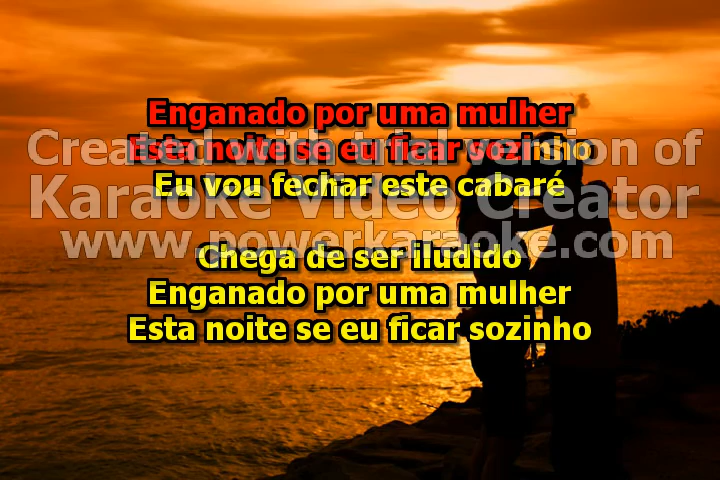 Enganado por uma mulher
Esta noite se eu ficar sozinho
Created with trial version of
Eu vou fechar este cabaré
Karaoke Video Creator
www.powerkaraoke.com
Chega de ser iludido
Enganado por uma mulher
Esta noite se eu ficar sozinho